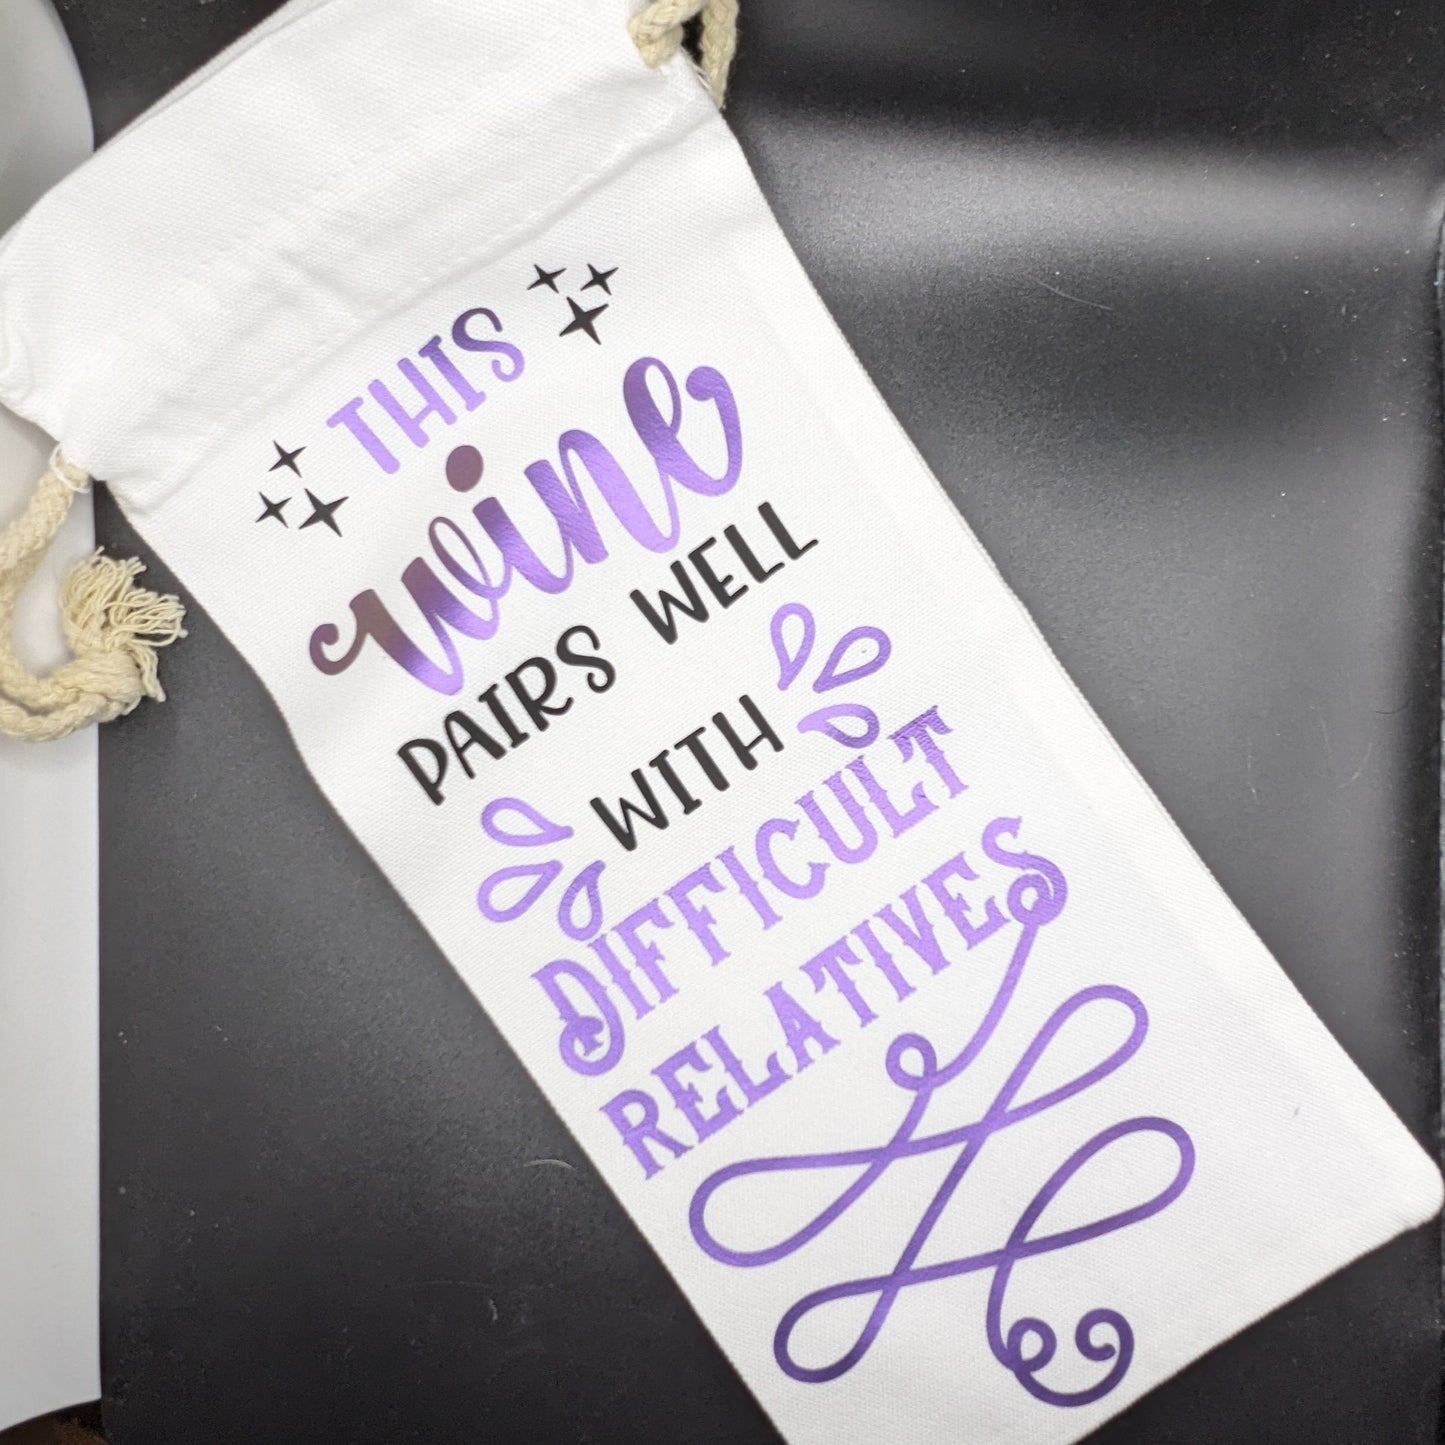 THIS
wine
PAIRS WELL
WITH
DIFFICULT
RELATIVES